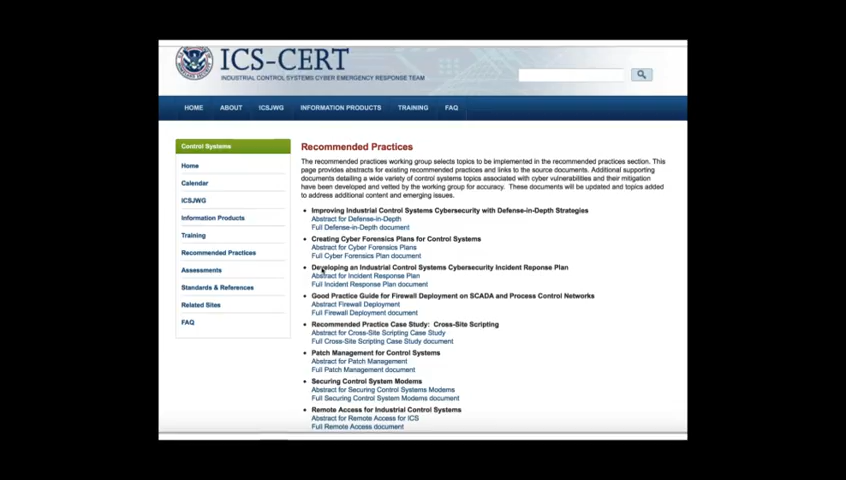 ICS-CERT
INDUSTRIAL CONTROL SYSTEMS CYBER EMERGENCY RESPONSE TEAM
HOME ABOUT ICSJWG INFORMATION PRODUCTS TRAINING FAQ
Control Systems
Home
Calendar
ICSJWG
Information Products
Training
Recommended Practices
Assessments
Standards & References
Related Sites
FAQ
Recommended Practices
The recommended practices working group selects topics to be implemented in the recommended practices section. This
page provides abstracts for existing recommended practices and links to the source documents. Additional supporting
documents detailing a wide variety of control systems topics associated with cyber vulnerabilities and their mitigation
have been developed and vetted by the working group for accuracy. These documents will be updated and topics added
to address additional content and emerging issues.
• Improving Industrial Control Systems Cybersecurity with Defense-in-Depth Strategies
Abstract for Defense-in-Depth
Full Defense-in-Depth document
• Creating Cyber Forensics Plans for Control Systems
Abstract for Cyber Forensics Plans
Full Cyber Forensics Plan document
• Developing an Industrial Control Systems Cybersecurity Incident Reponse Plan
Abstract for Incident Response Plan
Full Incident Response Plan document
• Good Practice Guide for Firewall Deployment on SCADA and Process Control Networks
Abstract Firewall Deployment
Full Firewall Deployment document
• Recommended Practice Case Study: Cross-Site Scripting
Abstract for Cross-Site Scripting Case Study
Full Cross-Site Scripting Case Study document
• Patch Management for Control Systems
Abstract for Patch Management
Full Patch Management document
• Securing Control System Modems
Abstract for Securing Control Systems Modems
Full Securing Control System Modems document
• Remote Access for Industrial Control Systems
Abstract for Remote Access for ICS
Full Remote Access document